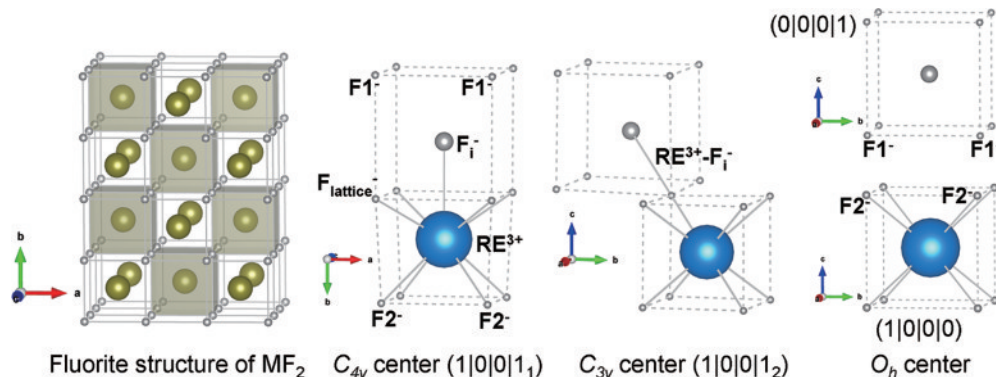 (0|0|0|1)
F1⁻ F1⁻
Fᵢ⁻
F_lattice⁻
RE³⁺
F2⁻ F2⁻
RE³⁺-Fᵢ⁻
F1⁻ F1
F2⁻ F2⁻
(1|0|0|0)
b
a
a
b
c
b
c
b
c
b
Fluorite structure of MF₂
C₄ᵥ center (1|0|0|1₁)
C₃ᵥ center (1|0|0|1₂)
Oₕ center